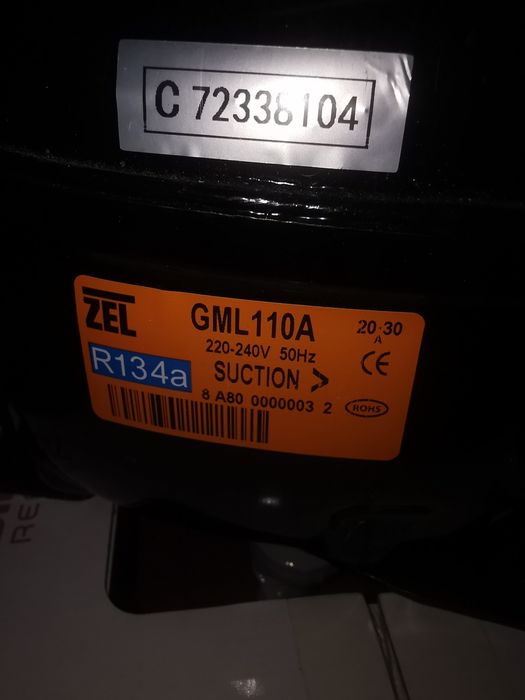 C 72338104
ZEL
GML110A
20-30
A
220-240V 50Hz
CE
R134a
SUCTION >
8 A80 0000003 2
ROHS